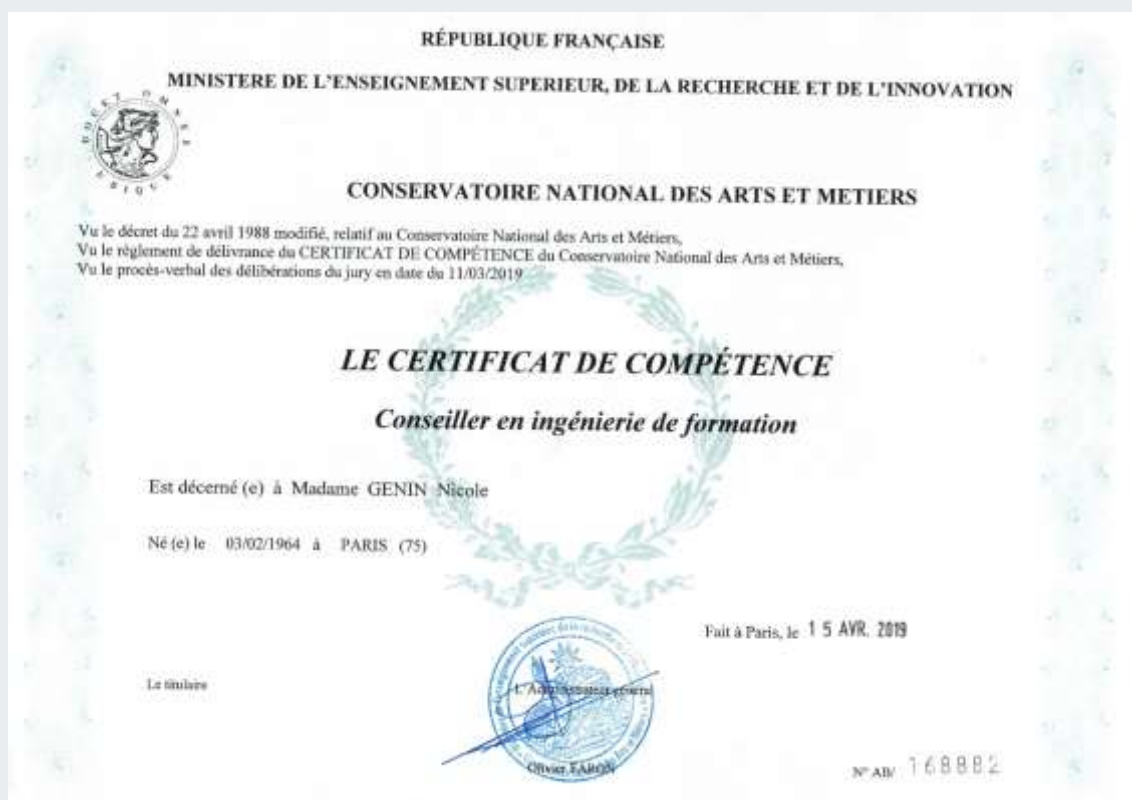 RÉPUBLIQUE FRANÇAISE
MINISTERE DE L'ENSEIGNEMENT SUPERIEUR, DE LA RECHERCHE ET DE L'INNOVATION
DOCET OMNES UBIQUE
CONSERVATOIRE NATIONAL DES ARTS ET METIERS
Vu le décret du 22 avril 1988 modifié, relatif au Conservatoire National des Arts et Métiers,
Vu le règlement de délivrance du CERTIFICAT DE COMPÉTENCE du Conservatoire National des Arts et Métiers,
Vu le procès-verbal des délibérations du jury en date du 11/03/2019
LE CERTIFICAT DE COMPÉTENCE
Conseiller en ingénierie de formation
Est décerné (e) à Madame GENIN Nicole
Né (e) le 03/02/1964 à PARIS (75)
Fait à Paris, le 15 AVR. 2019
Le titulaire
L'Administrateur général
Olivier FARON
N° AB/ 168882